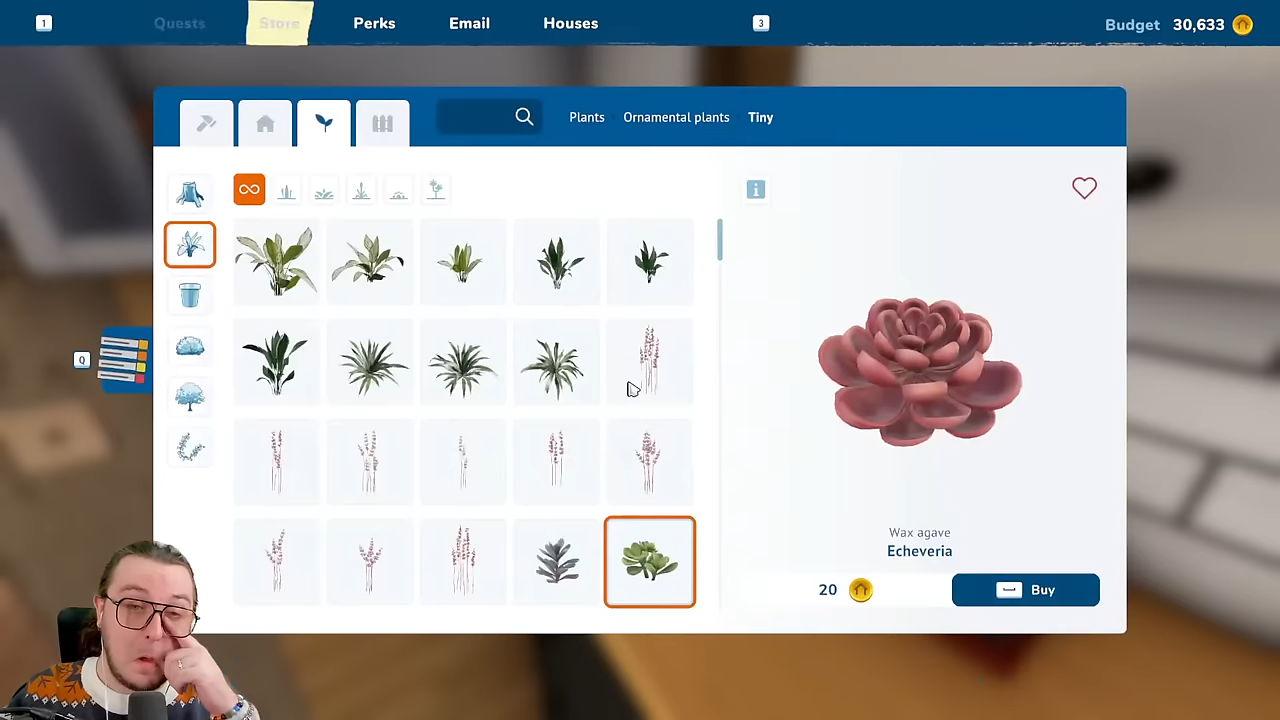 1 Quests Store Perks Email Houses 3 Budget 30,633
Plants Ornamental plants Tiny
Q
Wax agave
Echeveria
20 Buy